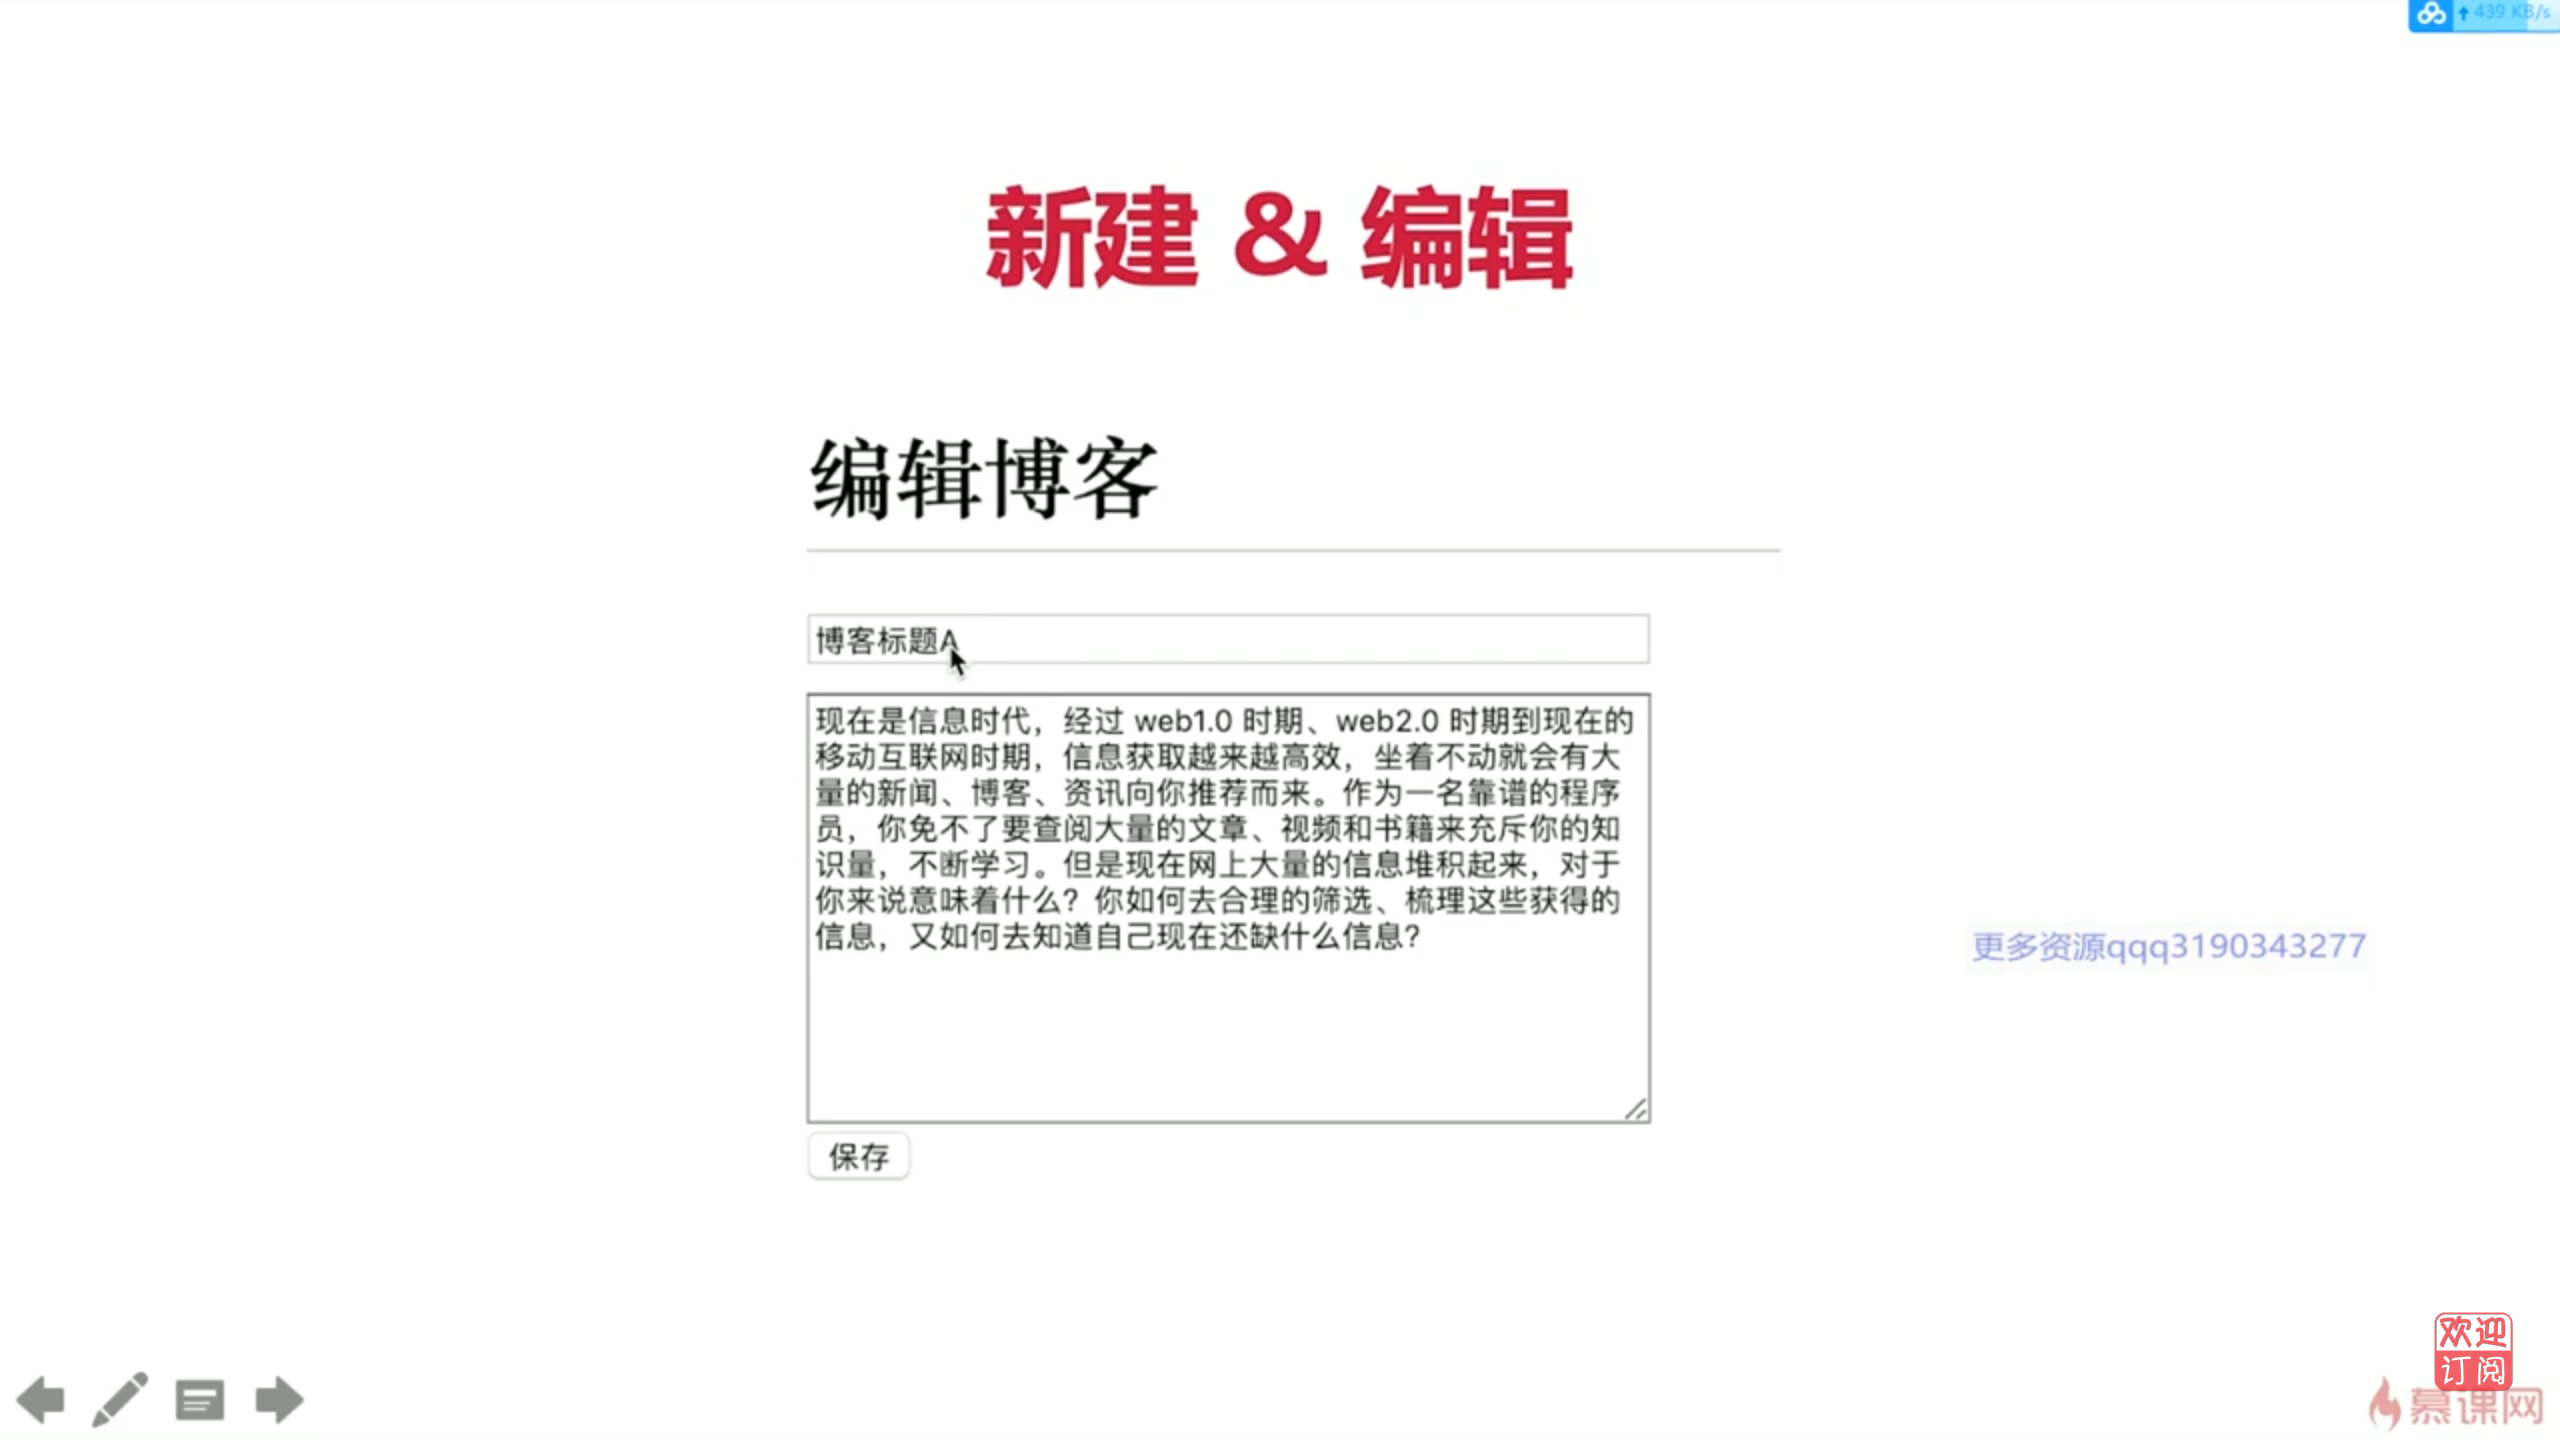 439 KB/s
新建 & 编辑
编辑博客
博客标题A
现在是信息时代，经过 web1.0 时期、web2.0 时期到现在的
移动互联网时期，信息获取越来越高效，坐着不动就会有大
量的新闻、博客、资讯向你推荐而来。作为一名靠谱的程序
员，你免不了要查阅大量的文章、视频和书籍来充斥你的知
识量，不断学习。但是现在网上大量的信息堆积起来，对于
你来说意味着什么？你如何去合理的筛选、梳理这些获得的
信息，又如何去知道自己现在还缺什么信息？
更多资源qqq3190343277
保存
欢迎
订阅
慕课网